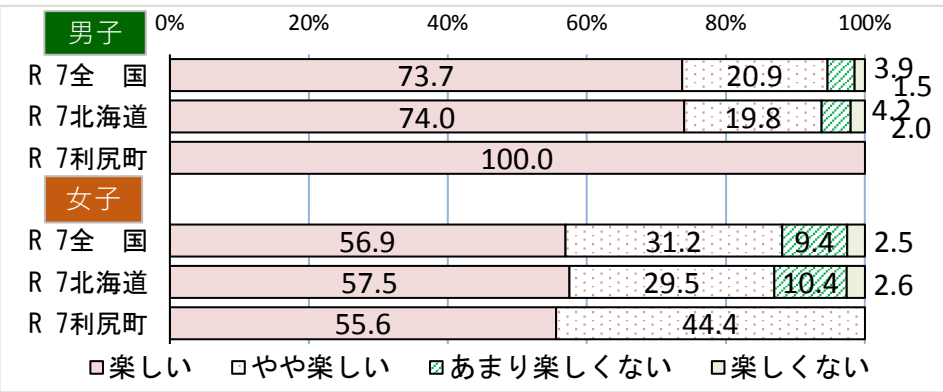 男子
0% 20% 40% 60% 80% 100%
R 7全　国 73.7 20.9 3.9 1.5
R 7北海道 74.0 19.8 4.2 2.0
R 7利尻町 100.0
女子
R 7全　国 56.9 31.2 9.4 2.5
R 7北海道 57.5 29.5 10.4 2.6
R 7利尻町 55.6 44.4
楽しい やや楽しい あまり楽しくない 楽しくない